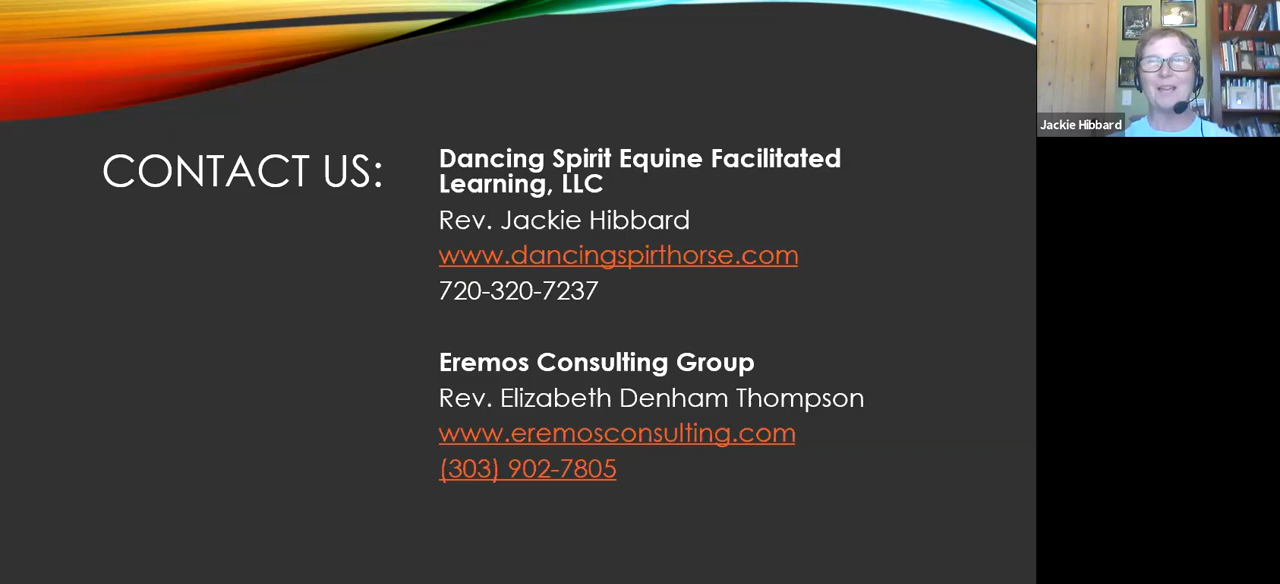 CONTACT US:
Dancing Spirit Equine Facilitated
Learning, LLC
Rev. Jackie Hibbard
www.dancingspirthorse.com
720-320-7237
Eremos Consulting Group
Rev. Elizabeth Denham Thompson
www.eremosconsulting.com
(303) 902-7805
Jackie Hibbard